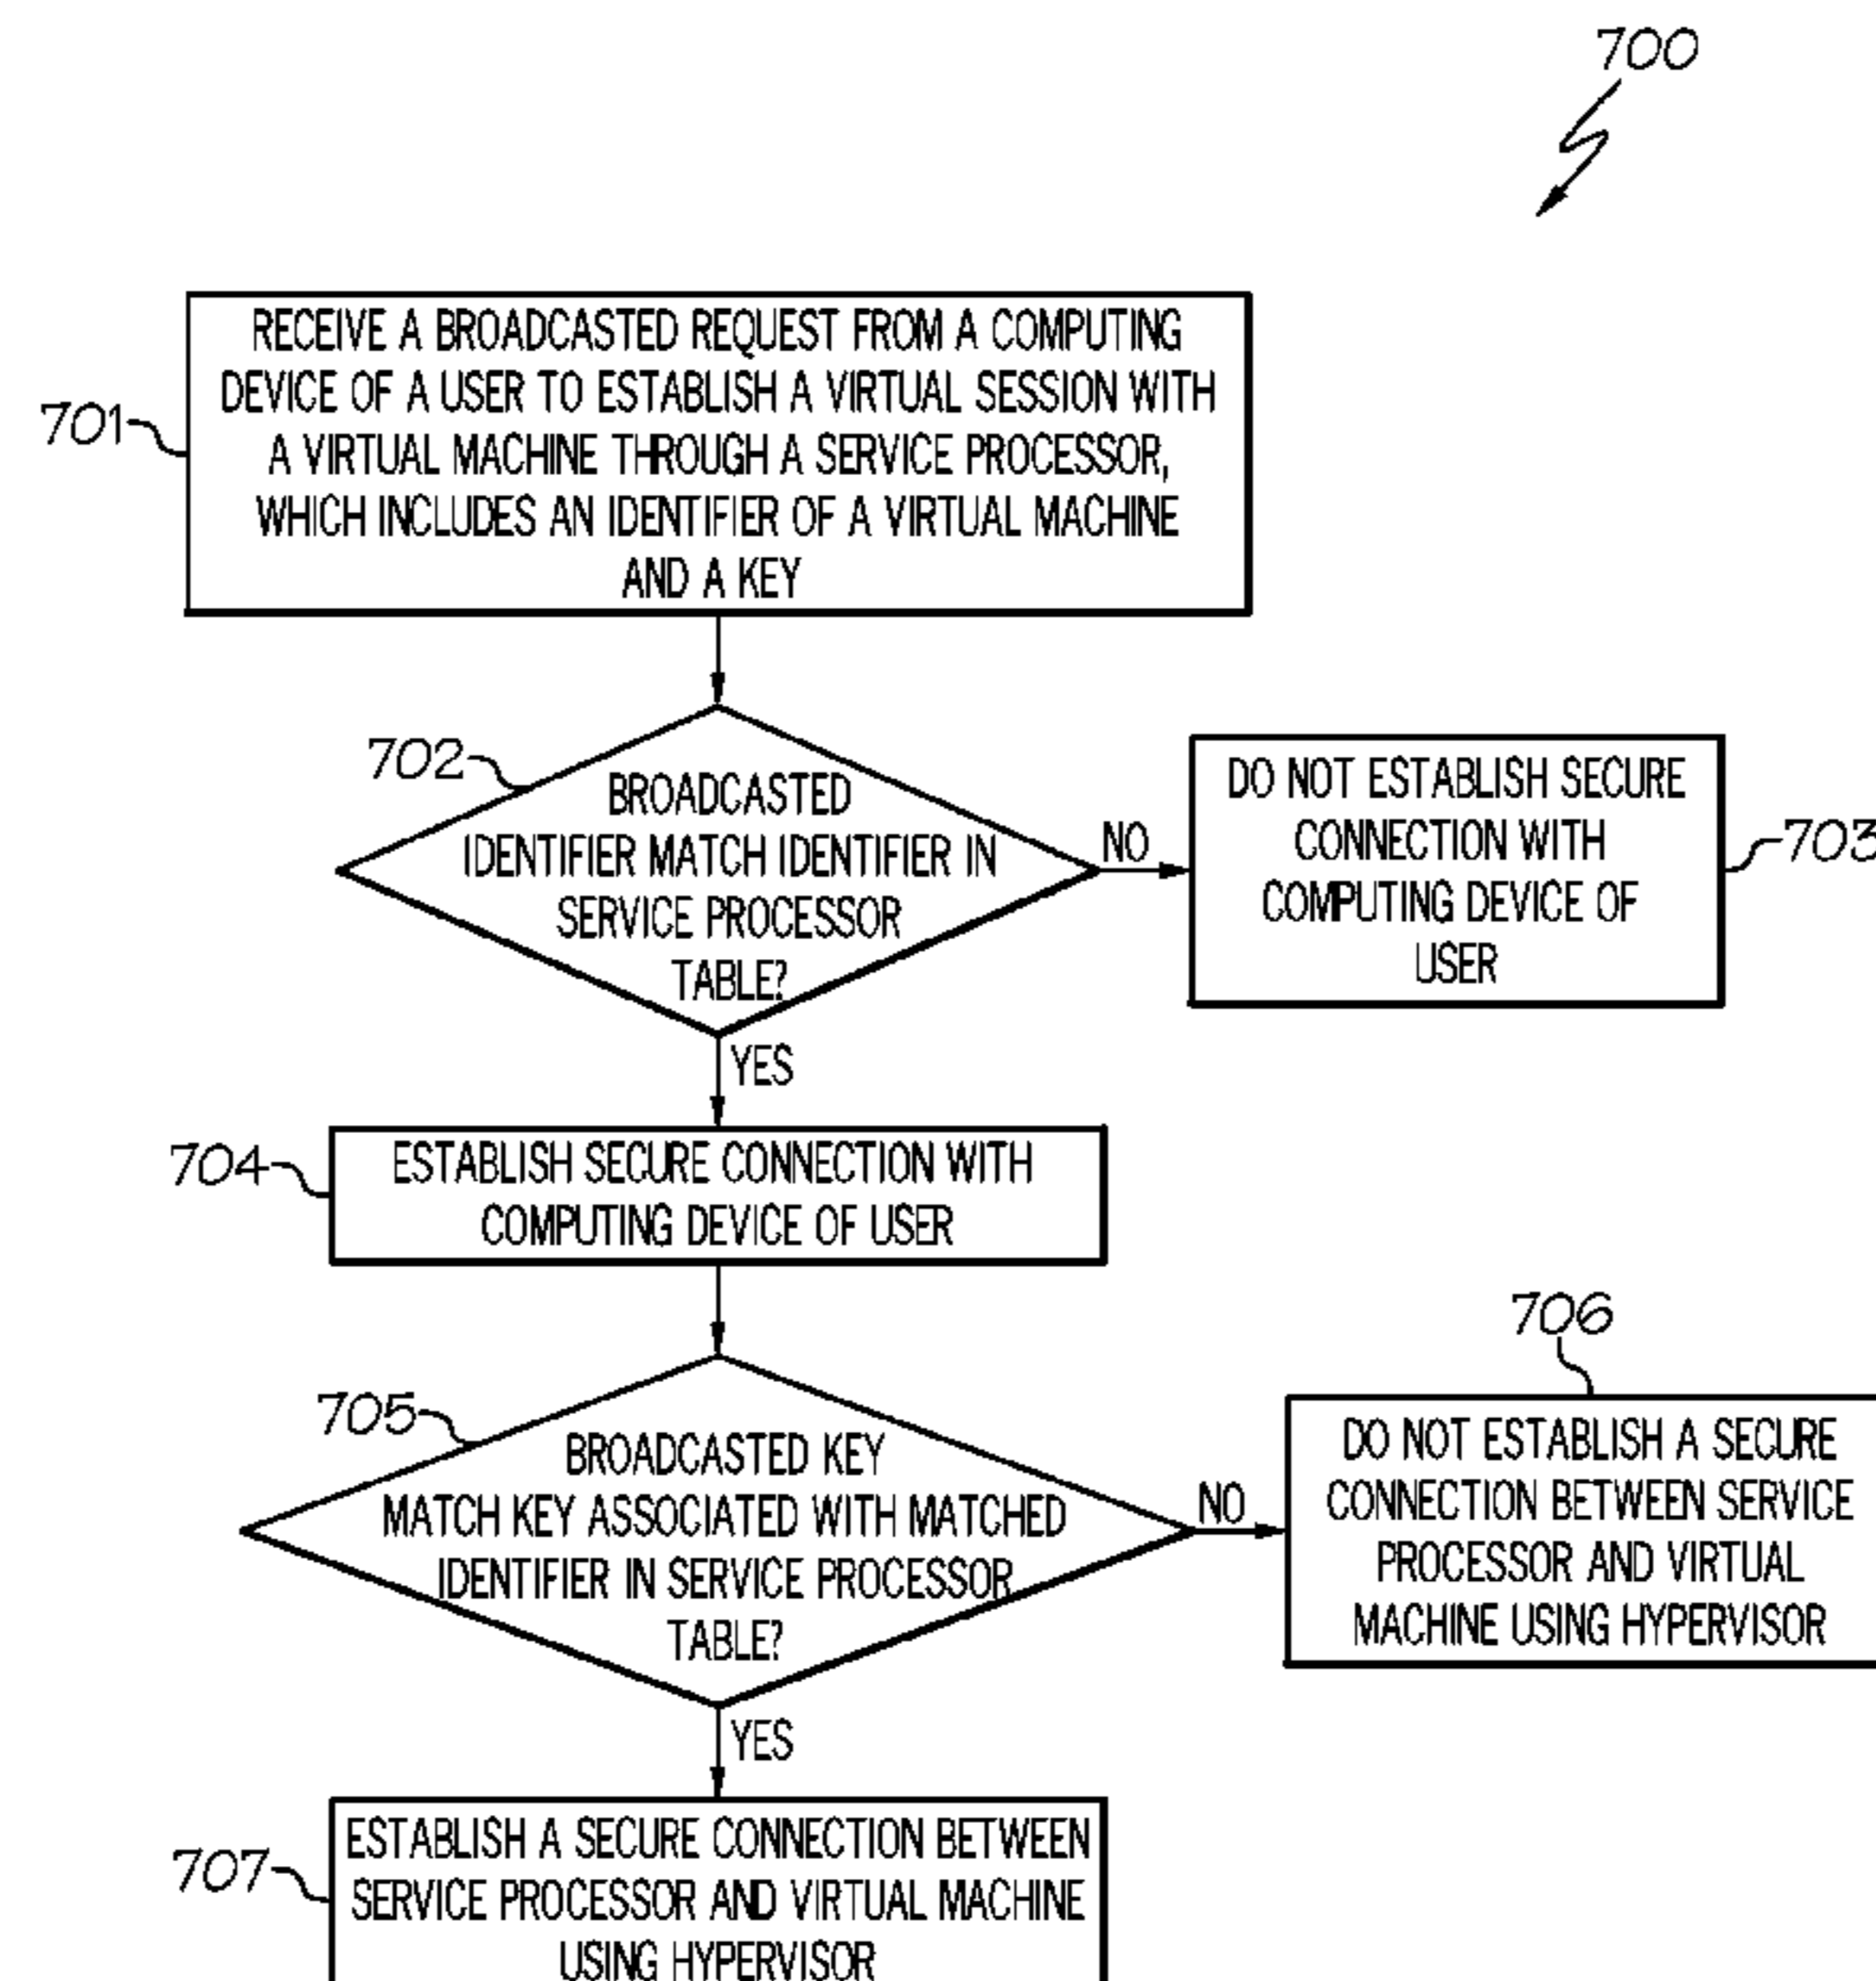 700
701
RECEIVE A BROADCASTED REQUEST FROM A COMPUTING
DEVICE OF A USER TO ESTABLISH A VIRTUAL SESSION WITH
A VIRTUAL MACHINE THROUGH A SERVICE PROCESSOR,
WHICH INCLUDES AN IDENTIFIER OF A VIRTUAL MACHINE
AND A KEY
702
BROADCASTED
IDENTIFIER MATCH IDENTIFIER IN
SERVICE PROCESSOR
TABLE?
NO
DO NOT ESTABLISH SECURE
CONNECTION WITH
COMPUTING DEVICE OF
USER
703
YES
704
ESTABLISH SECURE CONNECTION WITH
COMPUTING DEVICE OF USER
705
BROADCASTED KEY
MATCH KEY ASSOCIATED WITH MATCHED
IDENTIFIER IN SERVICE PROCESSOR
TABLE?
NO
706
DO NOT ESTABLISH A SECURE
CONNECTION BETWEEN SERVICE
PROCESSOR AND VIRTUAL
MACHINE USING HYPERVISOR
YES
707
ESTABLISH A SECURE CONNECTION BETWEEN
SERVICE PROCESSOR AND VIRTUAL MACHINE
USING HYPERVISOR